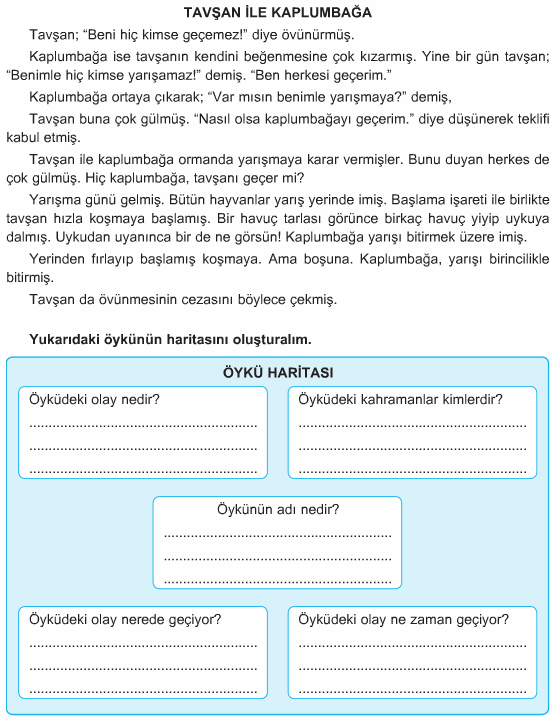 TAVŞAN İLE KAPLUMBAĞA
Tavşan; “Beni hiç kimse geçemez!” diye övünürmüş.
Kaplumbağa ise tavşanın kendini beğenmesine çok kızarmış. Yine bir gün tavşan;
“Benimle hiç kimse yarışamaz!” demiş. “Ben herkesi geçerim.”
Kaplumbağa ortaya çıkarak; “Var mısın benimle yarışmaya?” demiş,
Tavşan buna çok gülmüş. “Nasıl olsa kaplumbağayı geçerim.” diye düşünerek teklifi
kabul etmiş.
Tavşan ile kaplumbağa ormanda yarışmaya karar vermişler. Bunu duyan herkes de
çok gülmüş. Hiç kaplumbağa, tavşanı geçer mi?
Yarışma günü gelmiş. Bütün hayvanlar yarış yerinde imiş. Başlama işareti ile birlikte
tavşan hızla koşmaya başlamış. Bir havuç tarlası görünce birkaç havuç yiyip uykuya
dalmış. Uykudan uyanınca bir de ne görsün! Kaplumbağa yarışı bitirmek üzere imiş.
Yerinden fırlayıp başlamış koşmaya. Ama boşuna. Kaplumbağa, yarışı birincilikle
bitirmiş.
Tavşan da övünmesinin cezasını böylece çekmiş.
Yukarıdaki öykünün haritasını oluşturalım.
ÖYKÜ HARİTASI
Öyküdeki olay nedir?
Öyküdeki kahramanlar kimlerdir?
Öykünün adı nedir?
Öyküdeki olay nerede geçiyor?
Öyküdeki olay ne zaman geçiyor?